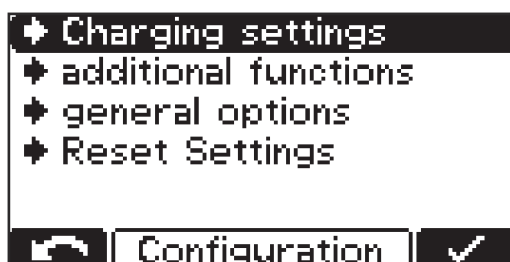 Charging settings
additional functions
general options
Reset Settings
Configuration